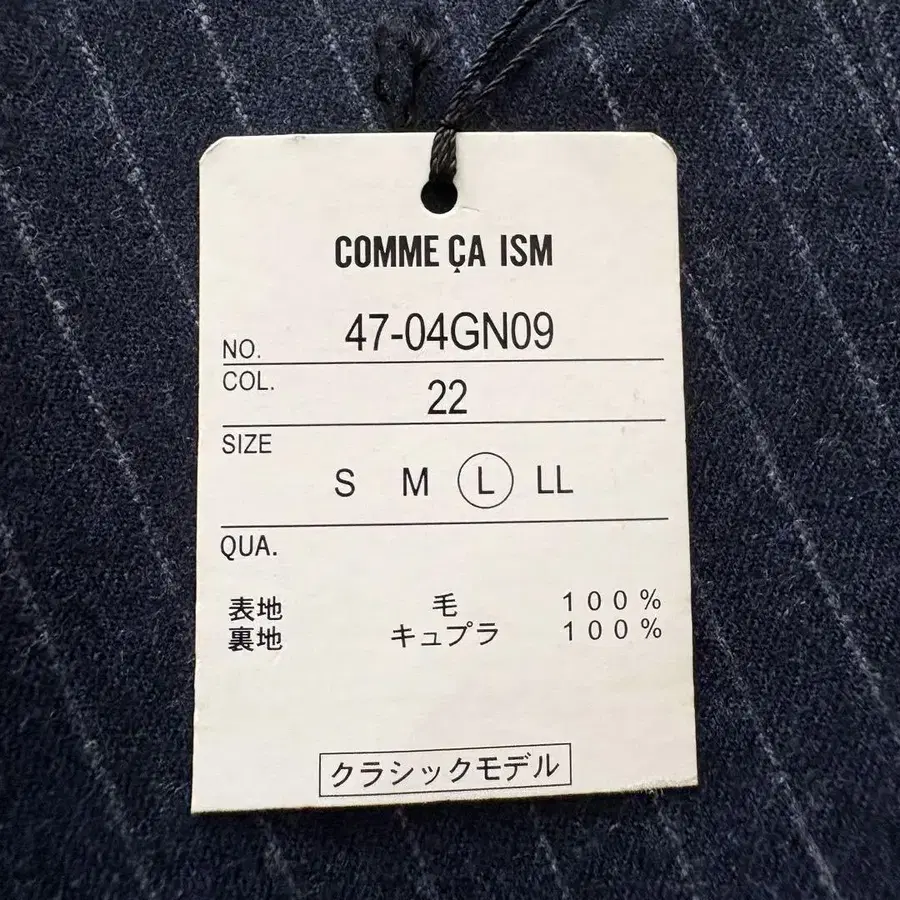 COMME ÇA ISM
NO. 47-04GN09
COL. 22
SIZE
S M L LL
QUA.
表地 毛 １００％
裏地 キュプラ １００％
クラシックモデル